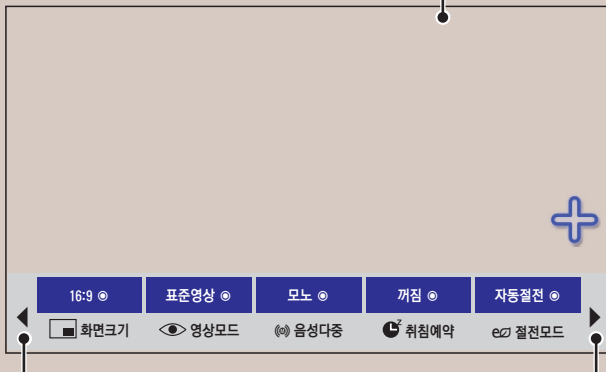 16:9 ◉ 표준영상 ◉ 모노 ◉ 꺼짐 ◉ 자동절전 ◉
화면크기 영상모드 음성다중 취침예약 절전모드